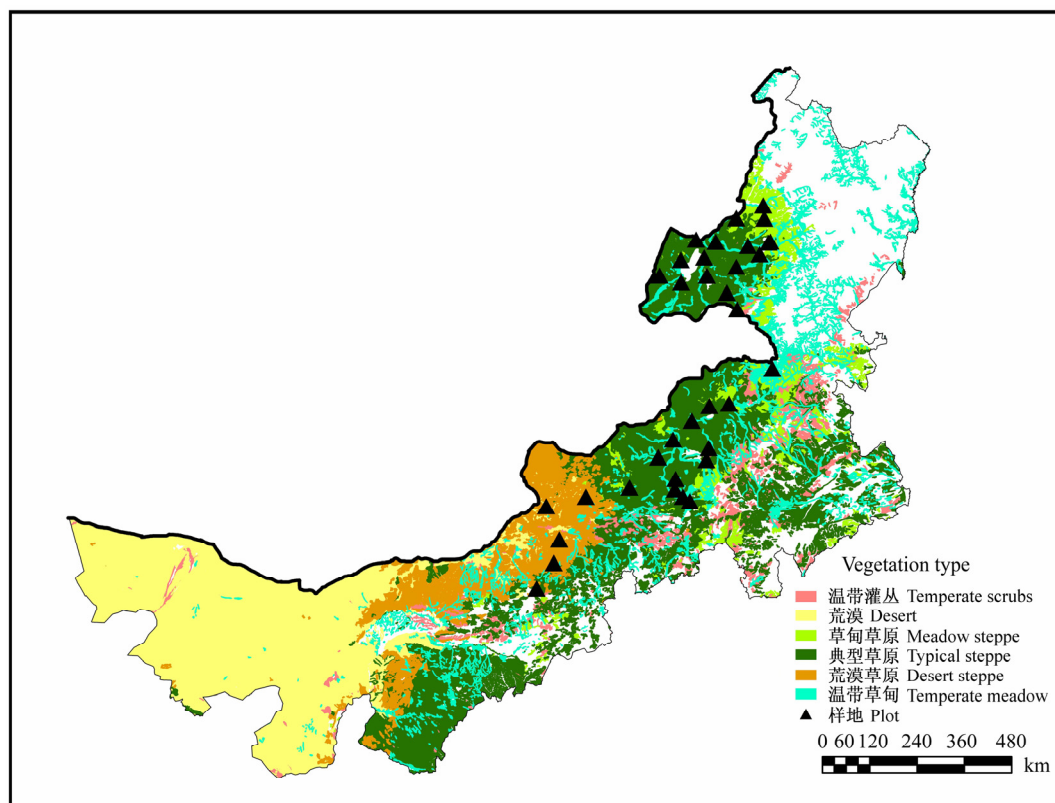 Vegetation type
温带灌丛 Temperate scrubs
荒漠 Desert
草甸草原 Meadow steppe
典型草原 Typical steppe
荒漠草原 Desert steppe
温带草甸 Temperate meadow
样地 Plot
0 60 120 240 360 480
km